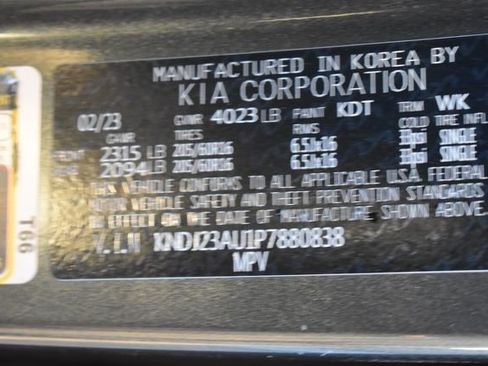 MANUFACTURED IN KOREA BY
KIA CORPORATION
02/23 GVWR 4023 LB PAINT KDT TRIM WK
GAWR TIRES RIMS COLD TIRE INFL
FRONT 2315 LB 205/60R16 6.5Jx16 33psi SINGLE
2094 LB 205/60R16 6.5Jx16 33psi SINGLE
THIS VEHICLE CONFORMS TO ALL APPLICABLE U.S.A. FEDERAL
MOTOR VEHICLE SAFETY AND THEFT PREVENTION STANDARDS
IN EFFECT ON THE DATE OF MANUFACTURE SHOWN ABOVE.
V.I.N KNDJ23AU1P7880838
MPV
T66